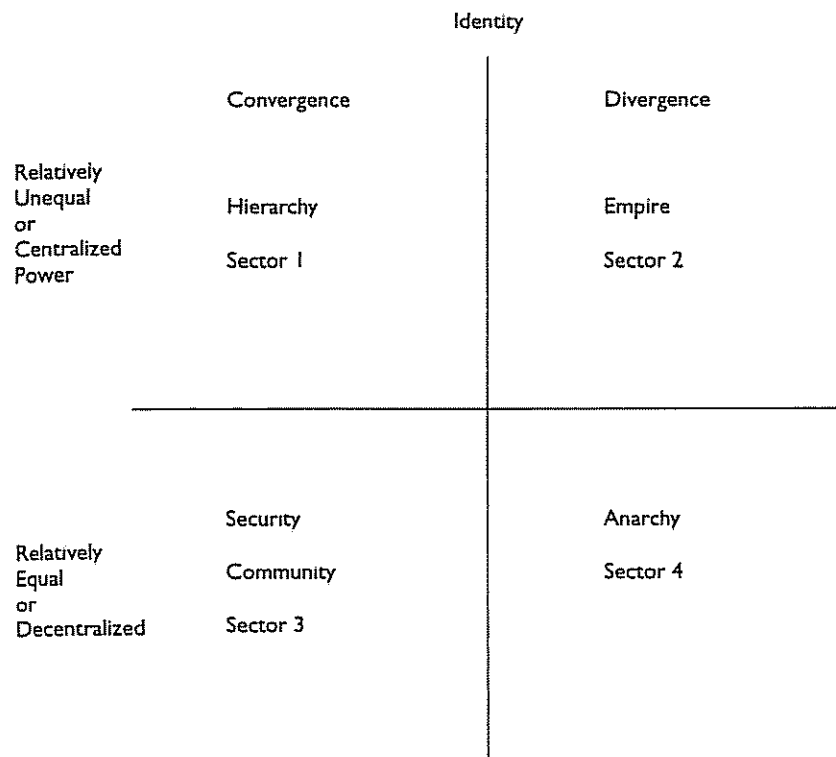 Identity
Convergence
Divergence
Relatively
Unequal
or
Centralized
Power
Hierarchy
Sector 1
Empire
Sector 2
Relatively
Equal
or
Decentralized
Security
Community
Sector 3
Anarchy
Sector 4